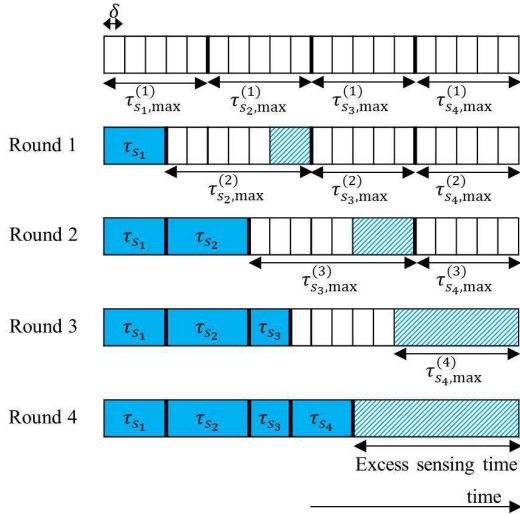 δ
τ_{s_1,max}^{(1)} τ_{s_2,max}^{(1)} τ_{s_3,max}^{(1)} τ_{s_4,max}^{(1)}
Round 1 τ_{s_1}
τ_{s_2,max}^{(2)} τ_{s_3,max}^{(2)} τ_{s_4,max}^{(2)}
Round 2 τ_{s_1} τ_{s_2}
τ_{s_3,max}^{(3)} τ_{s_4,max}^{(3)}
Round 3 τ_{s_1} τ_{s_2} τ_{s_3}
τ_{s_4,max}^{(4)}
Round 4 τ_{s_1} τ_{s_2} τ_{s_3} τ_{s_4}
Excess sensing time
time